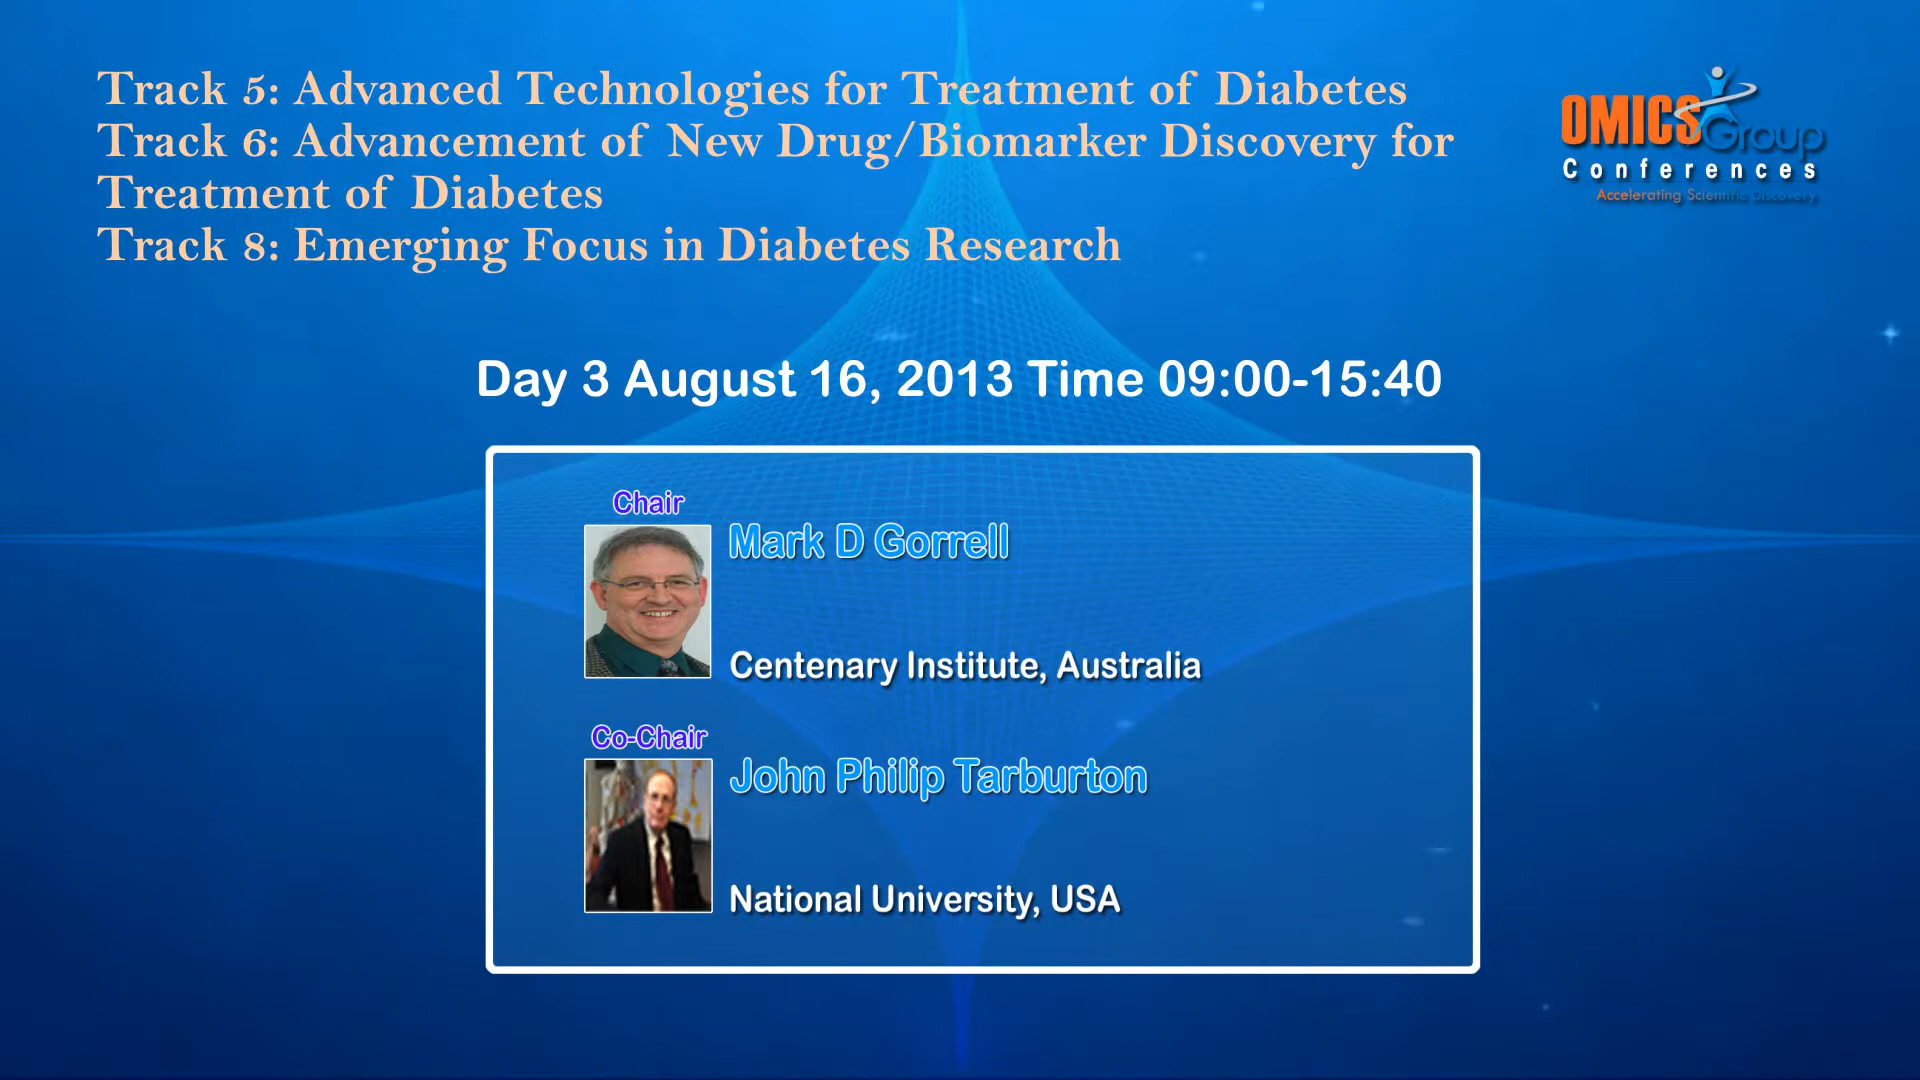 Track 5: Advanced Technologies for Treatment of Diabetes
Track 6: Advancement of New Drug/Biomarker Discovery for
Treatment of Diabetes
Track 8: Emerging Focus in Diabetes Research
OMICS Group
Conferences
Accelerating Scientific Discovery
Day 3 August 16, 2013 Time 09:00-15:40
Chair
Mark D Gorrell
Centenary Institute, Australia
Co-Chair
John Philip Tarburton
National University, USA